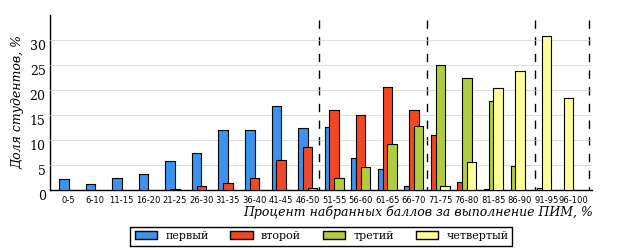 Доля студентов, %
30
25
20
15
10
5
0
0-5 6-10 11-15 16-20 21-25 26-30 31-35 36-40 41-45 46-50 51-55 56-60 61-65 66-70 71-75 76-80 81-85 86-90 91-95 96-100
Процент набранных баллов за выполнение ПИМ, %
первый второй третий четвертый